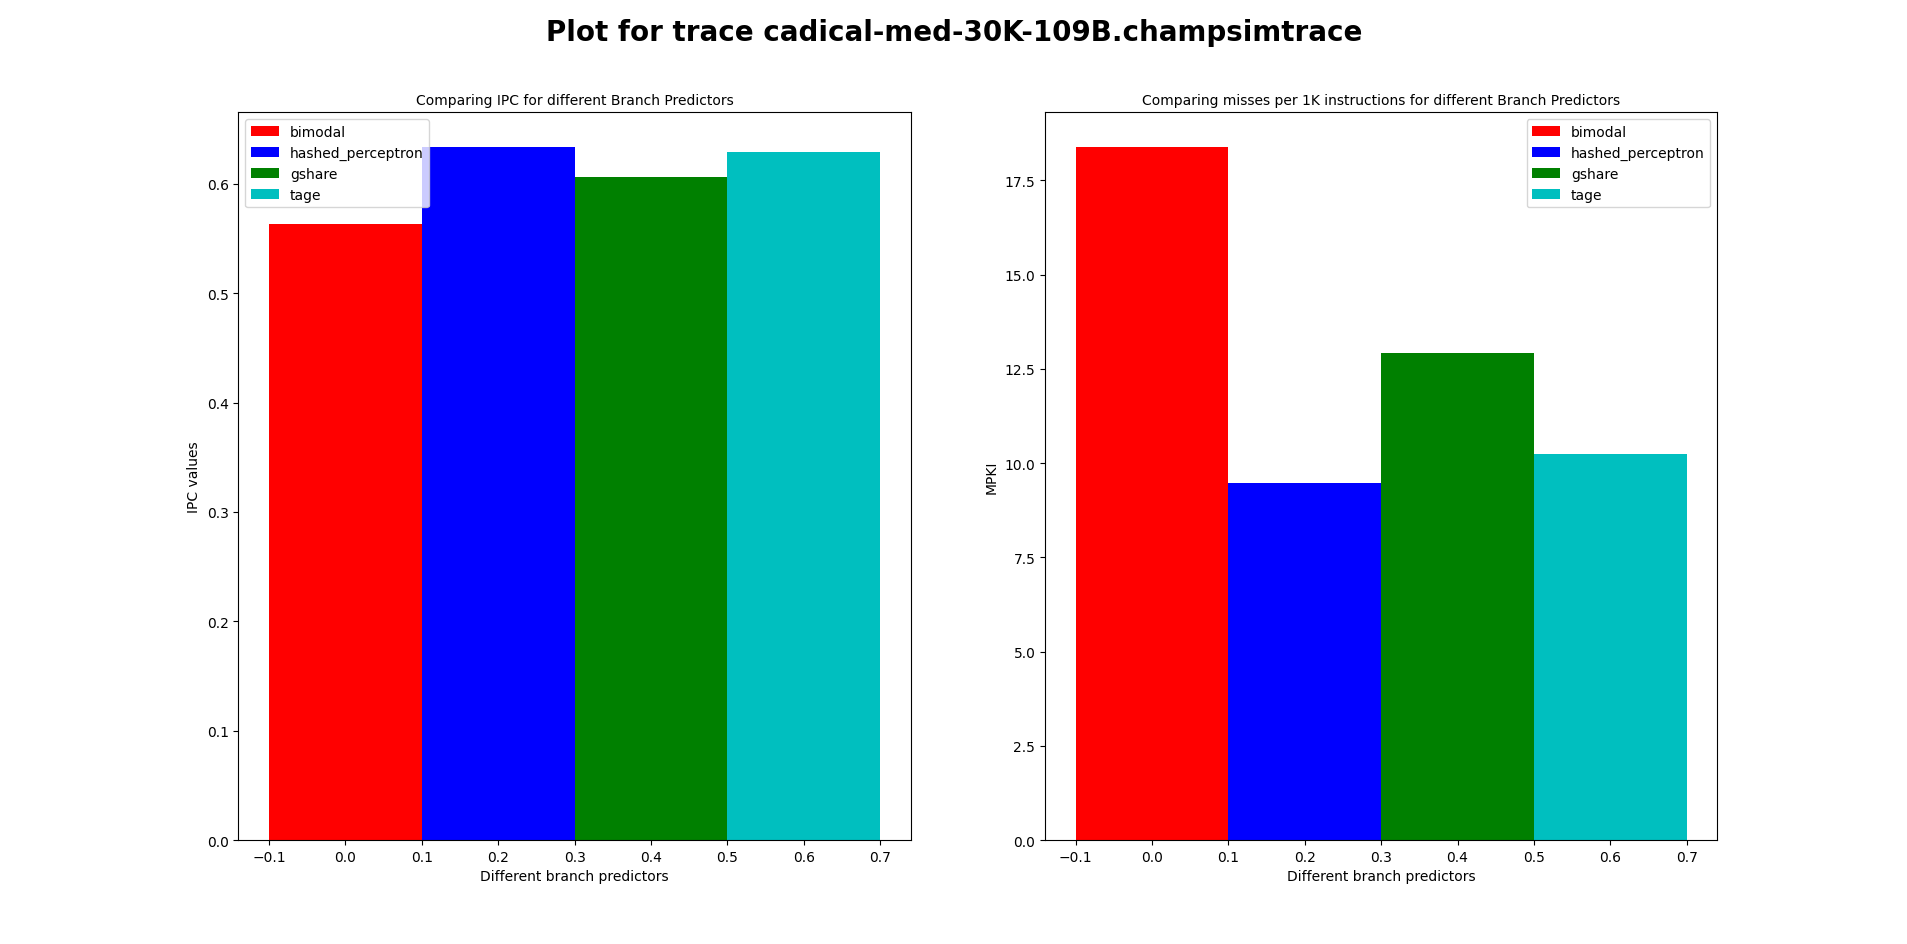 Plot for trace cadical-med-30K-109B.champsimtrace
Comparing IPC for different Branch Predictors
bimodal
hashed_perceptron
gshare
tage
IPC values
0.6
0.5
0.4
0.3
0.2
0.1
0.0
−0.1 0.0 0.1 0.2 0.3 0.4 0.5 0.6 0.7
Different branch predictors
Comparing misses per 1K instructions for different Branch Predictors
bimodal
hashed_perceptron
gshare
tage
MPKI
17.5
15.0
12.5
10.0
7.5
5.0
2.5
0.0
−0.1 0.0 0.1 0.2 0.3 0.4 0.5 0.6 0.7
Different branch predictors